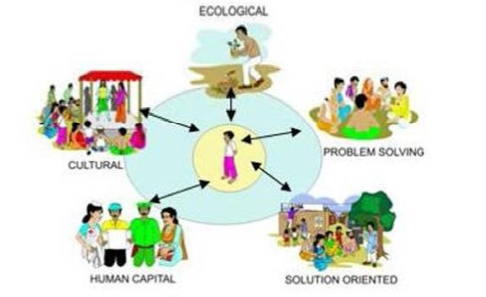 ECOLOGICAL
CULTURAL
PROBLEM SOLVING
HUMAN CAPITAL
SOLUTION ORIENTED